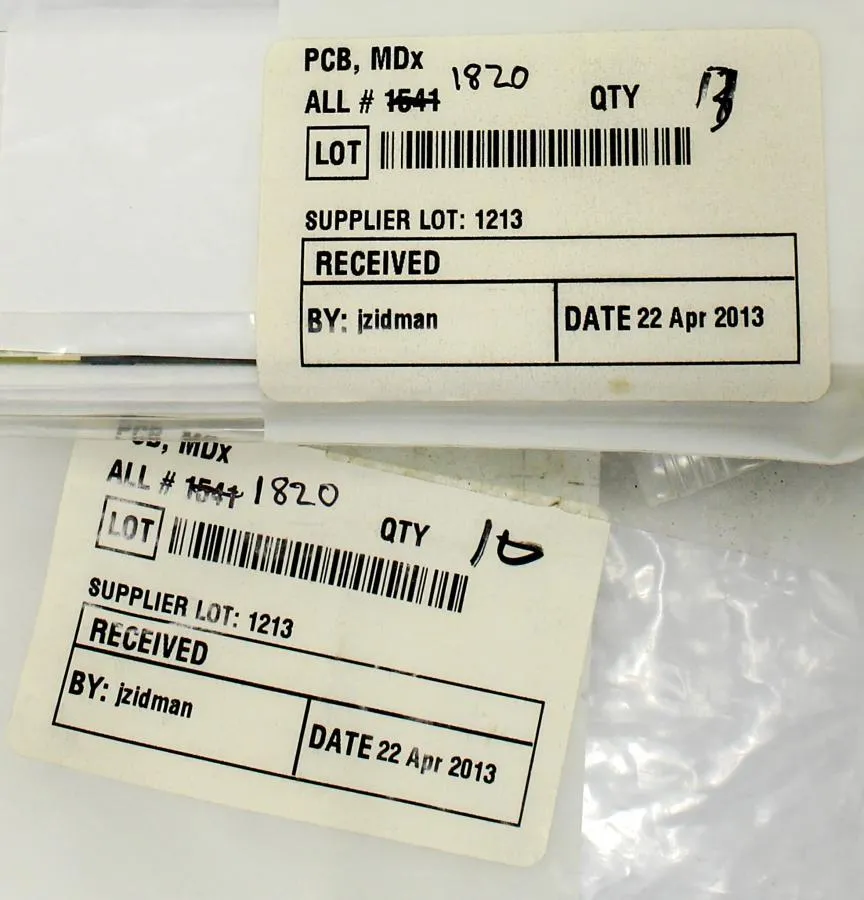 PCB, MDx
ALL # 1541 1820 QTY
LOT
SUPPLIER LOT: 1213
RECEIVED
BY: jzidman DATE 22 Apr 2013
PCB, MDx
ALL # 1541 1820 QTY 10
LOT
SUPPLIER LOT: 1213
RECEIVED
BY: jzidman DATE 22 Apr 2013